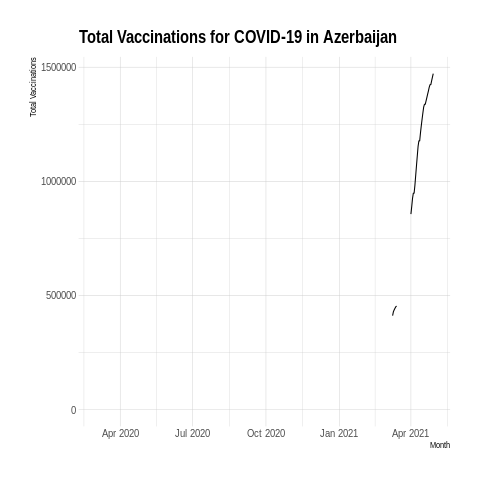 Total Vaccinations for COVID-19 in Azerbaijan
Total Vaccinations
1500000
1000000
500000
0
Apr 2020 Jul 2020 Oct 2020 Jan 2021 Apr 2021
Month